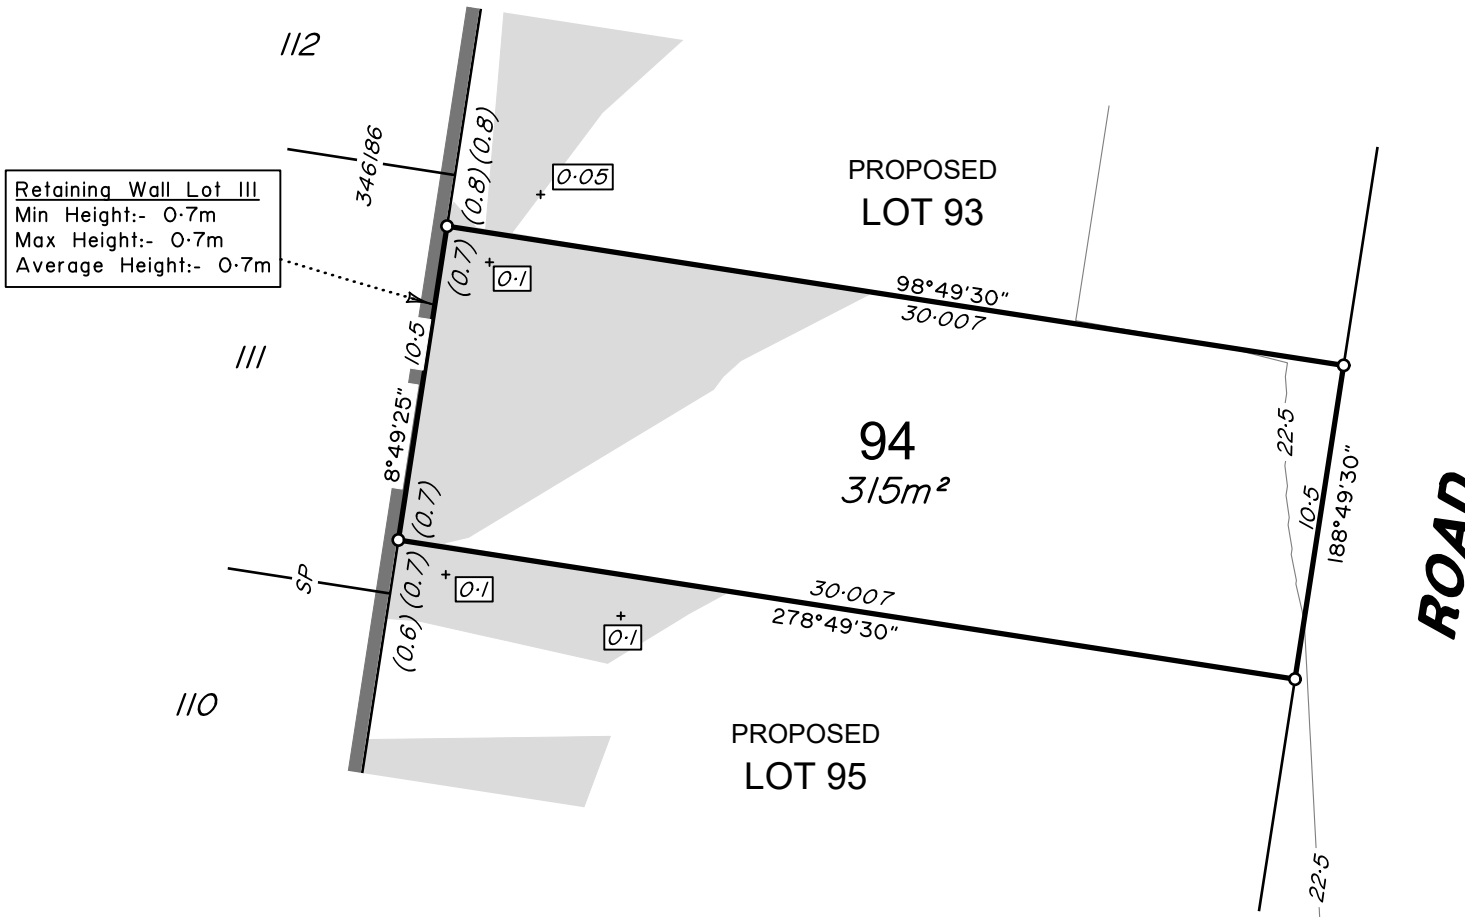 112
346186
(0.8)
(0.8)
0·05
PROPOSED
LOT 93
Retaining Wall Lot 111
Min Height:- 0·7m
Max Height:- 0·7m
Average Height:- 0·7m
(0.7)
0·1
98°49'30"
30·007
10·5
111
8°49'25"
94
315m²
22·5
10·5
188°49'30"
ROAD
(0.7)
SP
(0.7)
(0.6)
0·1
0·1
30·007
278°49'30"
110
PROPOSED
LOT 95
22·5